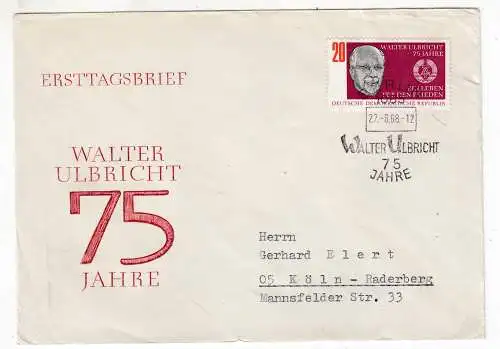 ERSTTAGSBRIEF
WALTER
ULBRICHT
75
JAHRE
20
WALTER ULBRICHT
75 JAHRE
DEUTSCHE DEMOKRATISCHE REPUBLIK
27.-6.68-12
WALTER ULBRICHT
75
JAHRE
Herrn
Gerhard Elert
05 Köln-Raderberg
Mannsfelder Str. 33